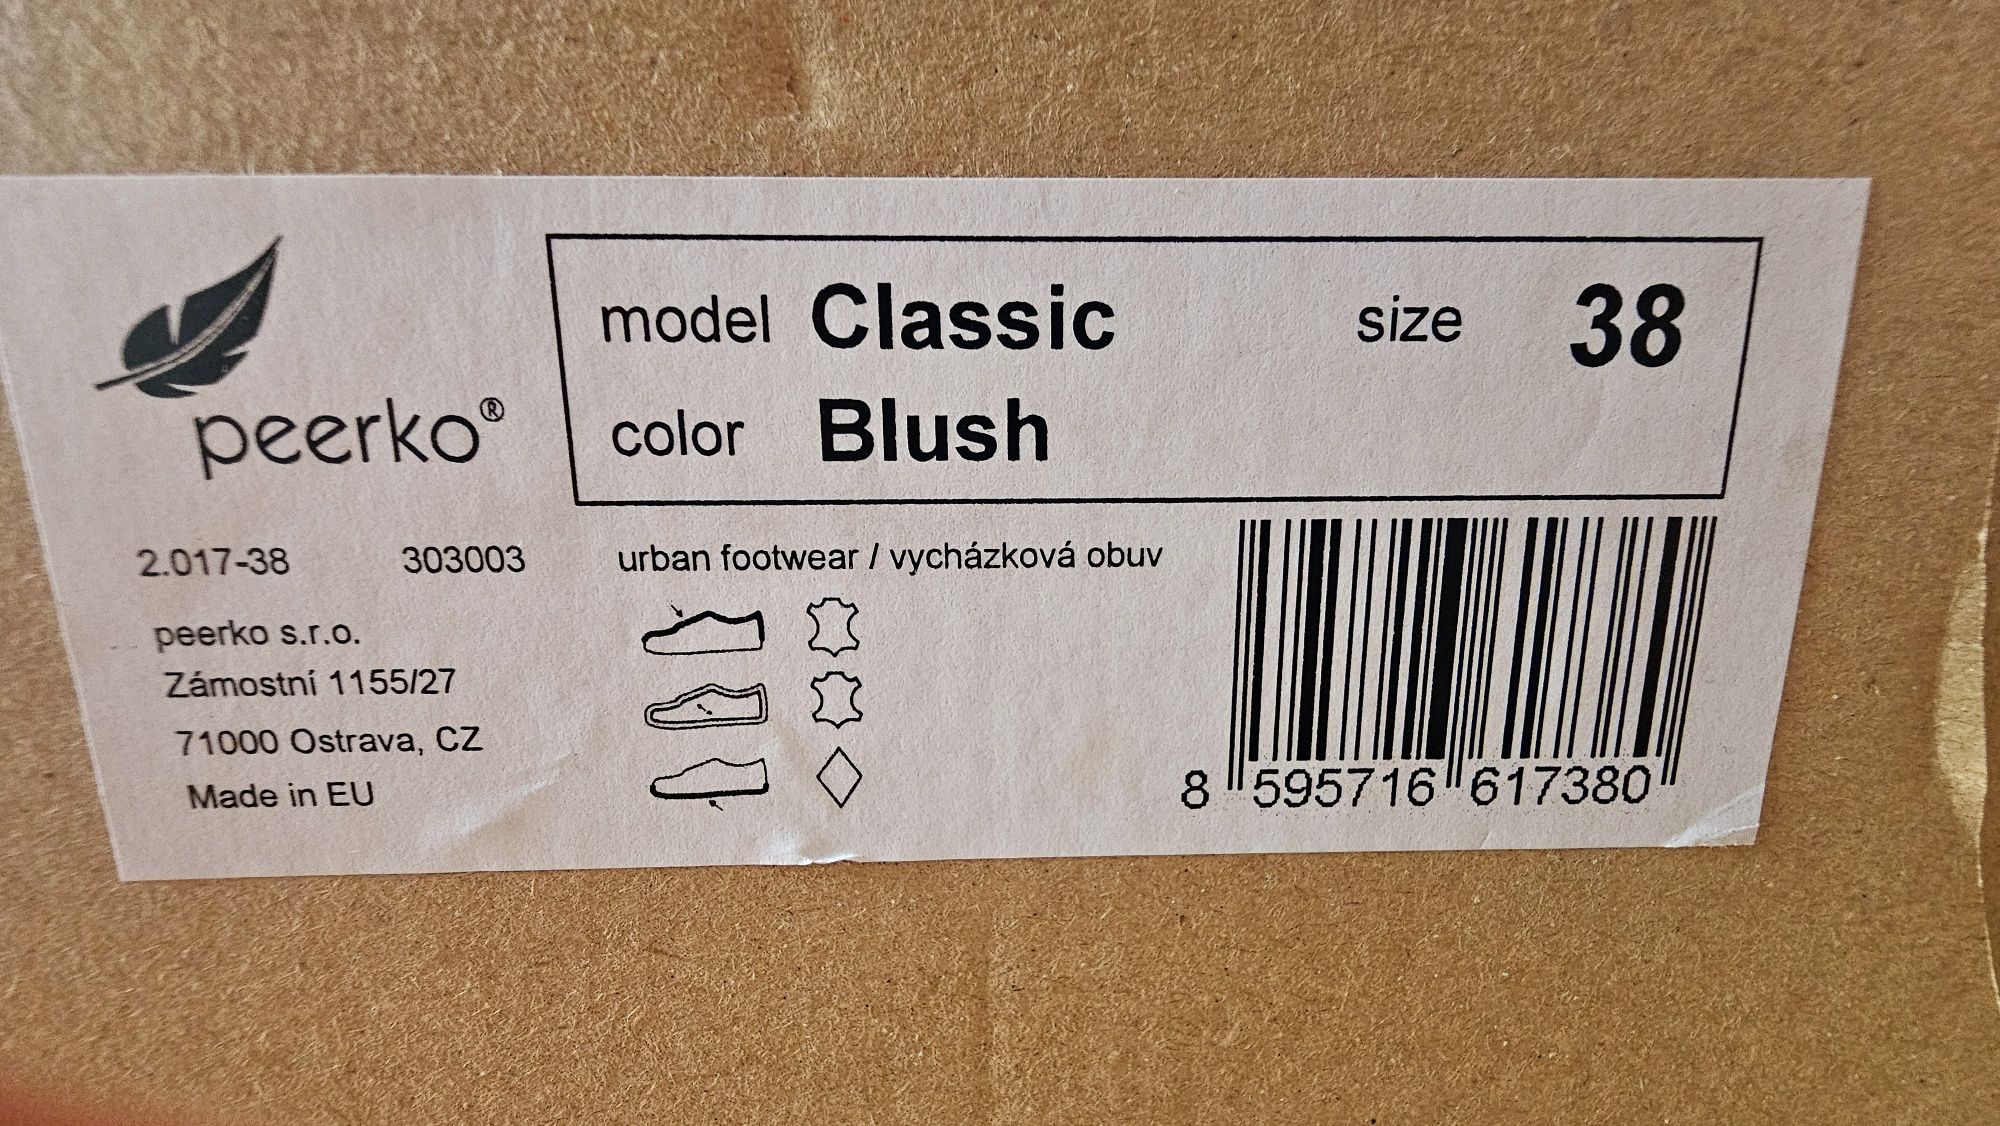 peerko®
model Classic size 38
color Blush
2.017-38 303003
peerko s.r.o.
Zámostní 1155/27
71000 Ostrava, CZ
Made in EU
urban footwear / vycházková obuv
8 595716 617380